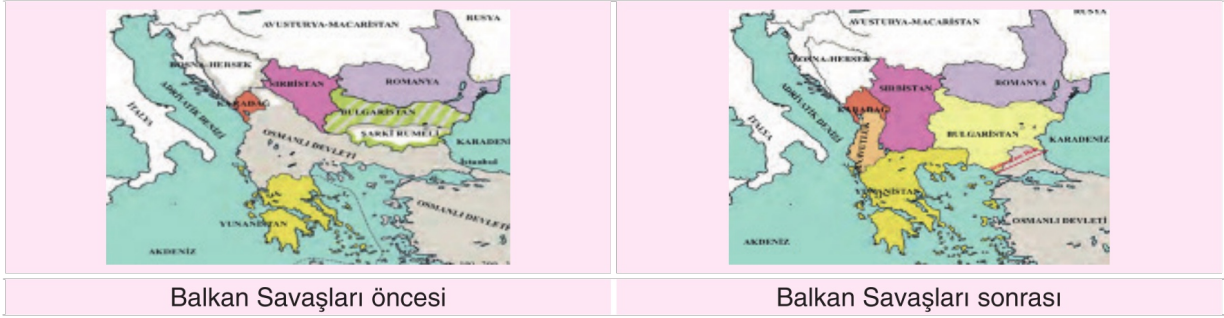 AVUSTURYA-MACARİSTAN
RUSYA
BOSNA-HERSEK
SIRBİSTAN
ROMANYA
KARADAĞ
BULGARİSTAN
ŞARKİ RUMELİ
İTALYA
ADRİYATİK DENİZİ
OSMANLI DEVLETİ
KARADENİZ
İstanbul
OSMANLI DEVLETİ
YUNANİSTAN
AKDENİZ
Balkan Savaşları öncesi
AVUSTURYA-MACARİSTAN
RUSYA
BOSNA-HERSEK
SIRBİSTAN
ROMANYA
KARADAĞ
BULGARİSTAN
İTALYA
ADRİYATİK DENİZİ
KARADENİZ
YUNANİSTAN
OSMANLI DEVLETİ
AKDENİZ
Balkan Savaşları sonrası